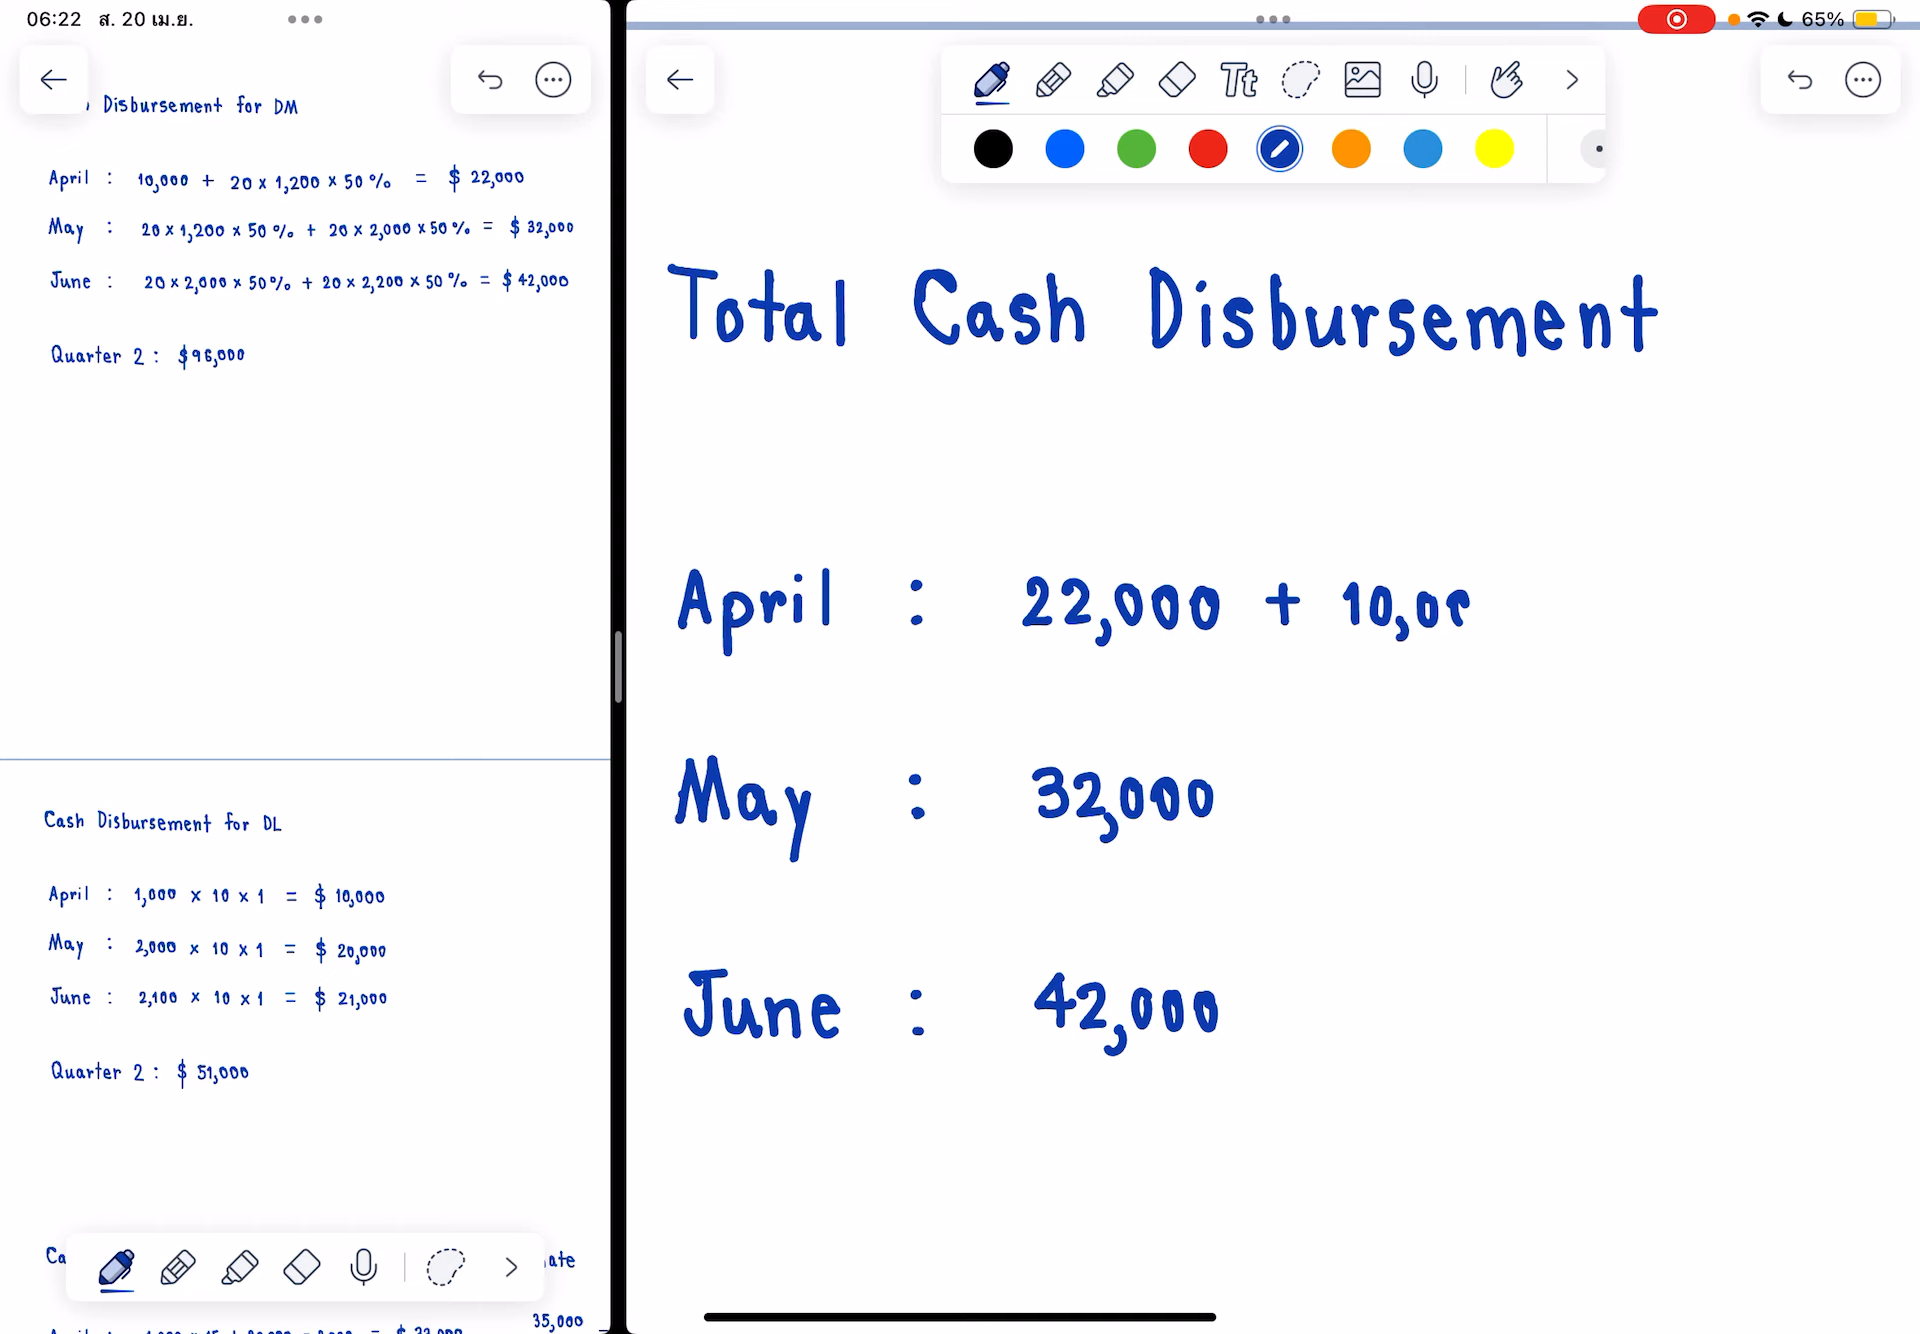 06:22 ส. 20 เม.ย.
65%
Disbursement for DM
April : 10,000 + 20 x 1,200 x 50% = $ 22,000
May : 20 x 1,200 x 50% + 20 x 2,000 x 50% = $ 32,000
June : 20 x 2,000 x 50% + 20 x 2,200 x 50% = $ 42,000
Quarter 2 : $96,000
Cash Disbursement for DL
April : 1,000 x 10 x 1 = $ 10,000
May : 2,000 x 10 x 1 = $ 20,000
June : 2,100 x 10 x 1 = $ 21,000
Quarter 2 : $ 51,000
Ca
ate
35,000
Tt
Total Cash Disbursement
April : 22,000 + 10,0
May : 32,000
June : 42,000